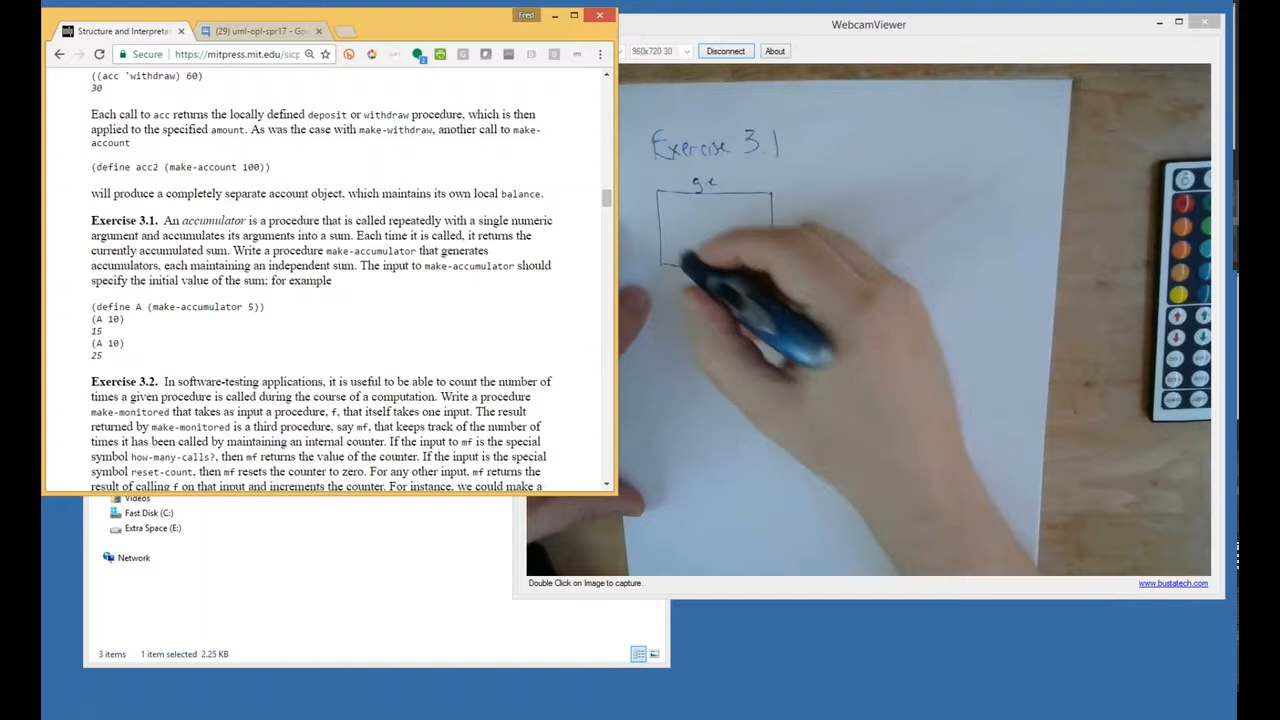 Fred
Structure and Interpreta
(29) uml-opl-spr17 - Go
Secure
https://mitpress.mit.edu/sicp
((acc 'withdraw) 60)
30
Each call to acc returns the locally defined deposit or withdraw procedure, which is then
applied to the specified amount. As was the case with make-withdraw, another call to make-
account
(define acc2 (make-account 100))
will produce a completely separate account object, which maintains its own local balance.
Exercise 3.1. An accumulator is a procedure that is called repeatedly with a single numeric
argument and accumulates its arguments into a sum. Each time it is called, it returns the
currently accumulated sum. Write a procedure make-accumulator that generates
accumulators, each maintaining an independent sum. The input to make-accumulator should
specify the initial value of the sum; for example
(define A (make-accumulator 5))
(A 10)
15
(A 10)
25
Exercise 3.2. In software-testing applications, it is useful to be able to count the number of
times a given procedure is called during the course of a computation. Write a procedure
make-monitored that takes as input a procedure, f, that itself takes one input. The result
returned by make-monitored is a third procedure, say mf, that keeps track of the number of
times it has been called by maintaining an internal counter. If the input to mf is the special
symbol how-many-calls?, then mf returns the value of the counter. If the input is the special
symbol reset-count, then mf resets the counter to zero. For any other input, mf returns the
result of calling f on that input and increments the counter. For instance, we could make a
Videos
Fast Disk (C:)
Extra Space (E:)
Network
3 items 1 item selected 2.25 KB
WebcamViewer
960x720 30
Disconnect
About
Exercise 3.1
ge
Double Click on Image to capture.
www.bustatech.com